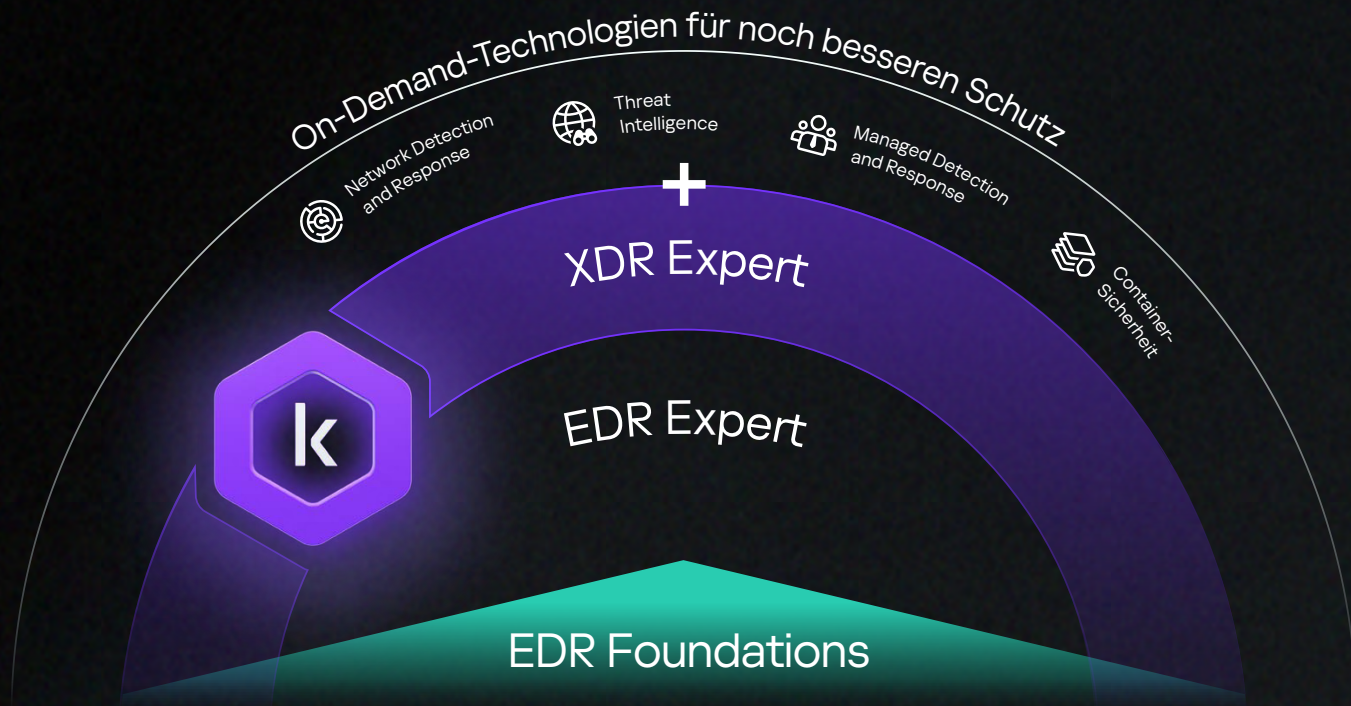 On-Demand-Technologien für noch besseren Schutz
Network Detection
and Response
Threat
Intelligence
Managed Detection
and Response
Container-
Sicherheit
+
XDR Expert
k
EDR Expert
EDR Foundations